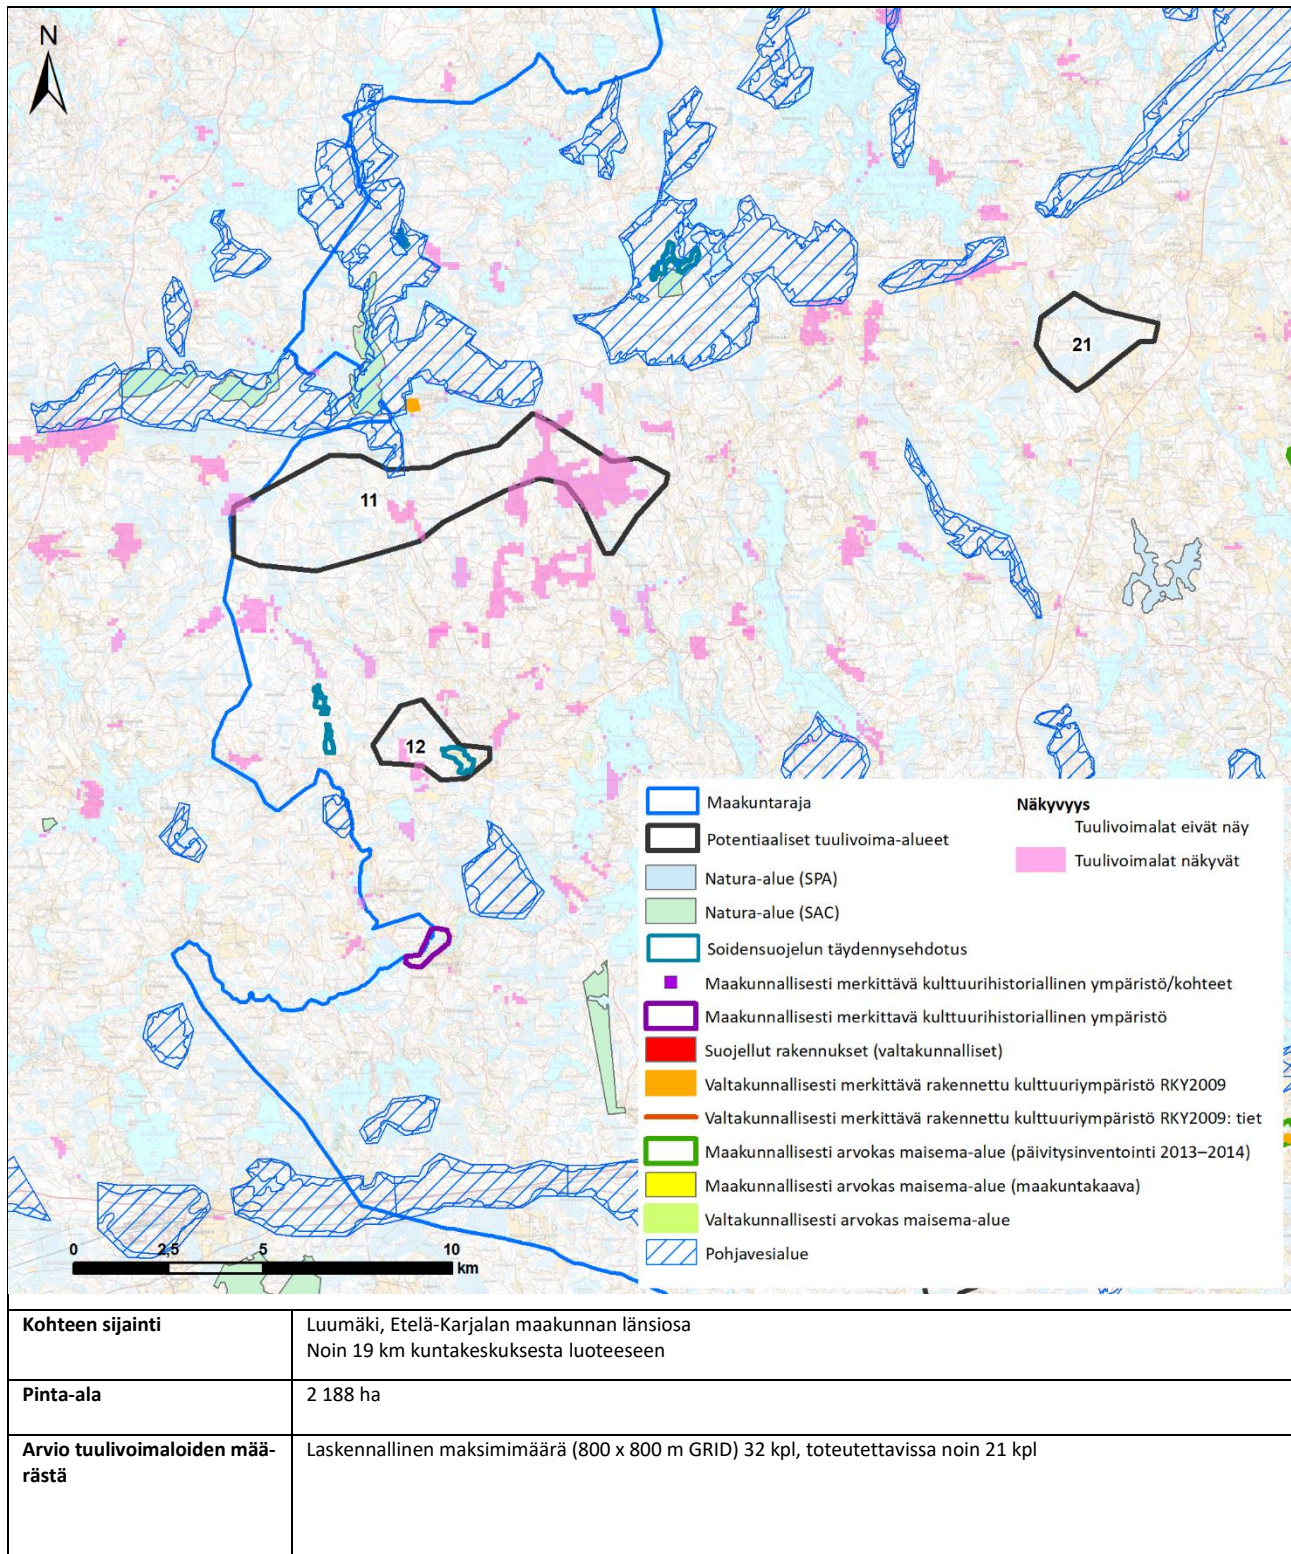 N
21
11
12
Maakuntaraja
Potentiaaliset tuulivoima-alueet
Natura-alue (SPA)
Natura-alue (SAC)
Soidensuojelun täydennysehdotus
Maakunnallisesti merkittävä kulttuurihistoriallinen ympäristö/kohteet
Maakunnallisesti merkittävä kulttuurihistoriallinen ympäristö
Suojellut rakennukset (valtakunnalliset)
Valtakunnallisesti merkittävä rakennettu kulttuuriympäristö RKY2009
Valtakunnallisesti merkittävä rakennettu kulttuuriympäristö RKY2009: tiet
Maakunnallisesti arvokas maisema-alue (päivitysinventointi 2013–2014)
Maakunnallisesti arvokas maisema-alue (maakuntakaava)
Valtakunnallisesti arvokas maisema-alue
Pohjavesialue
Näkyvyys
Tuulivoimalat eivät näy
Tuulivoimalat näkyvät
0 2,5 5 10
km
Kohteen sijainti
Luumäki, Etelä-Karjalan maakunnan länsiosa
Noin 19 km kuntakeskuksesta luoteeseen
Pinta-ala
2 188 ha
Arvio tuulivoimaloiden mää-
rästä
Laskennallinen maksimimäärä (800 x 800 m GRID) 32 kpl, toteutettavissa noin 21 kpl